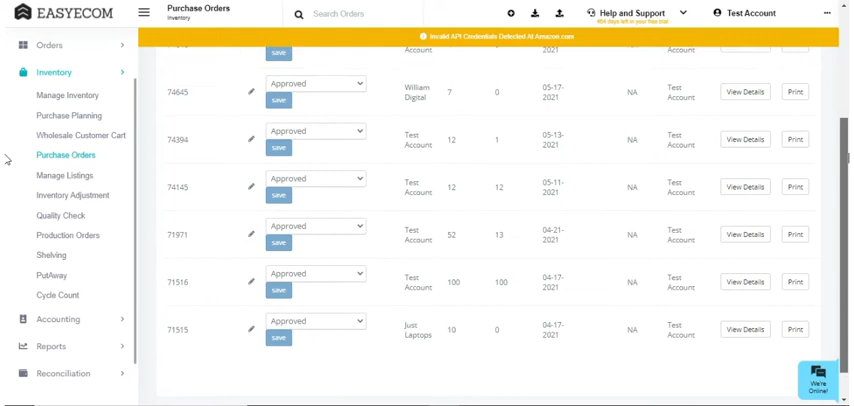 EASYECOM
Purchase Orders
Inventory
Search Orders
Help and Support
464 days left in your free trial
Test Account
Invalid API Credentials Detected At Amazon.com
Orders
Inventory
Manage Inventory
Purchase Planning
Wholesale Customer Cart
Purchase Orders
Manage Listings
Inventory Adjustment
Quality Check
Production Orders
Shelving
PutAway
Cycle Count
Accounting
Reports
Reconciliation
save Account 2021 Account
74645 Approved save William Digital 7 0 05-17-2021 NA Test Account View Details Print
74394 Approved save Test Account 12 1 05-13-2021 NA Test Account View Details Print
74145 Approved save Test Account 12 12 05-11-2021 NA Test Account View Details Print
71971 Approved save Test Account 52 13 04-21-2021 NA Test Account View Details Print
71516 Approved save Test Account 100 100 04-17-2021 NA Test Account View Details Print
71515 Approved save Just Laptops 10 0 04-17-2021 NA Test Account View Details Print
We're
Online!